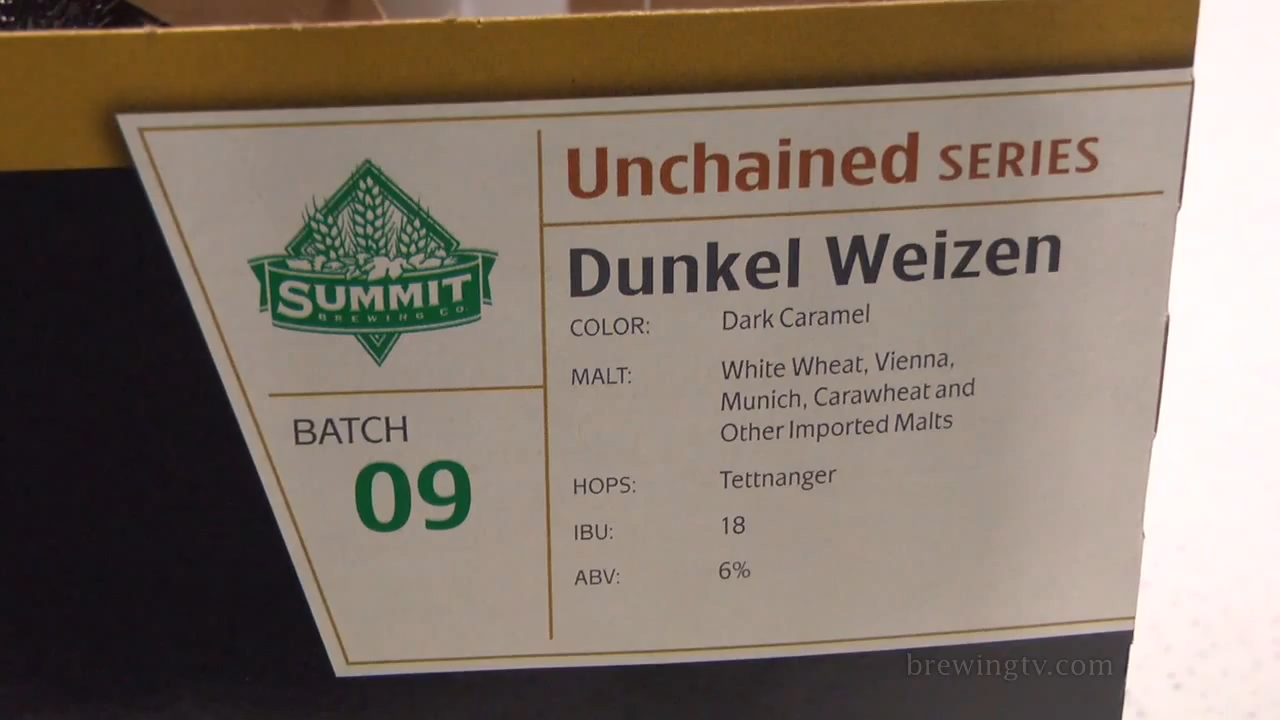 SUMMIT
BREWING CO.
BATCH
09
Unchained SERIES
Dunkel Weizen
COLOR: Dark Caramel
MALT: White Wheat, Vienna,
Munich, Carawheat and
Other Imported Malts
HOPS: Tettnanger
IBU: 18
ABV: 6%
brewingtv.com